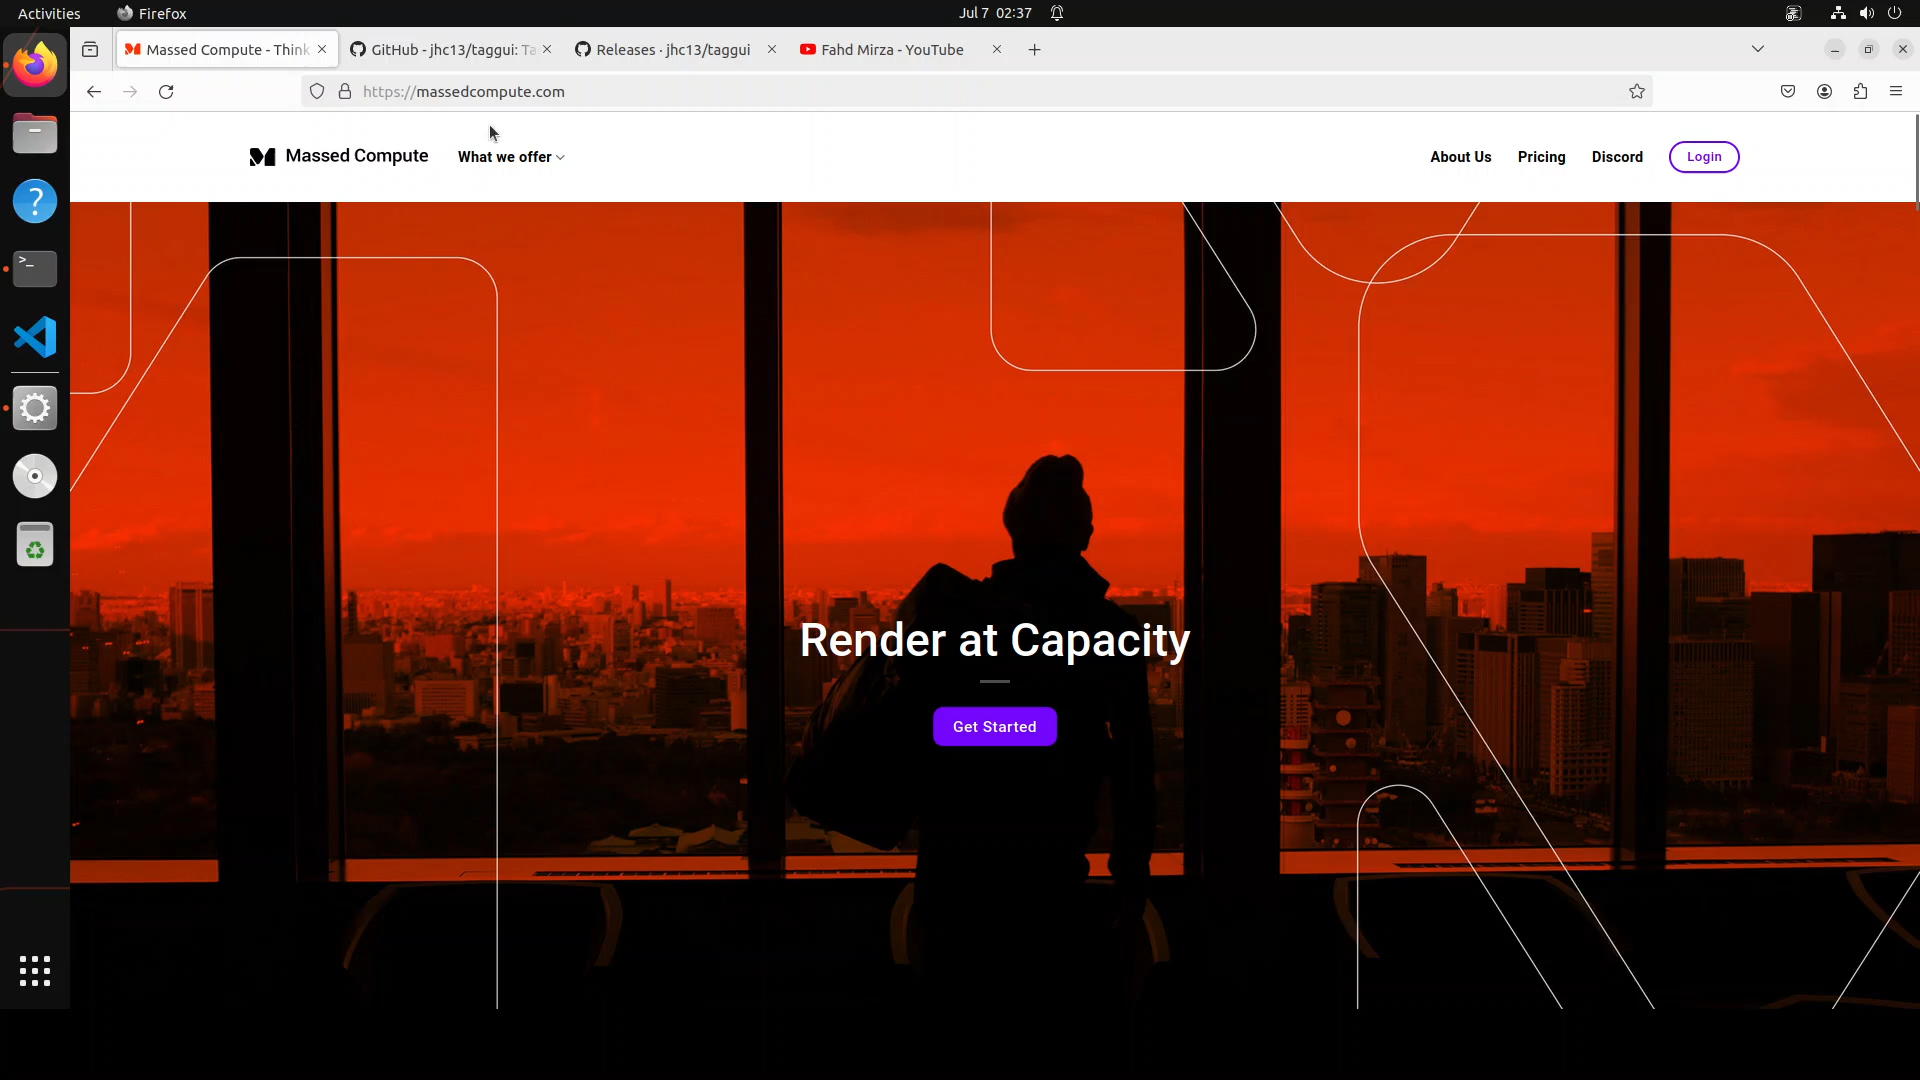 Activities
Firefox
Jul 7 02:37
Massed Compute - Think
GitHub - jhc13/taggui: Ta
Releases · jhc13/taggui
Fahd Mirza - YouTube
https://massedcompute.com
Massed Compute
What we offer
About Us
Pricing
Discord
Login
Render at Capacity
Get Started